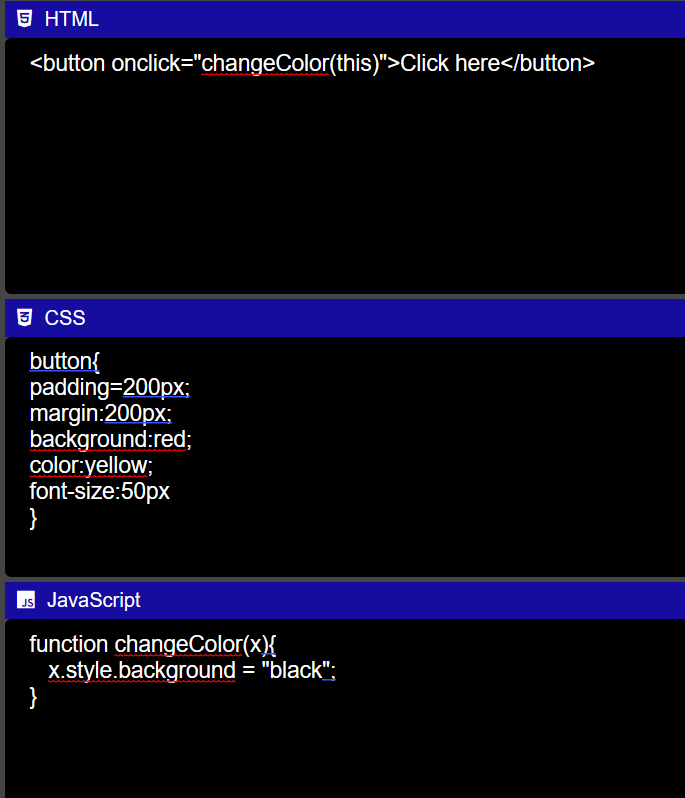 HTML
<button onclick="changeColor(this)">Click here</button>
CSS
button{
padding=200px;
margin:200px;
background:red;
color:yellow;
font-size:50px
}
JS JavaScript
function changeColor(x){
x.style.background = "black";
}